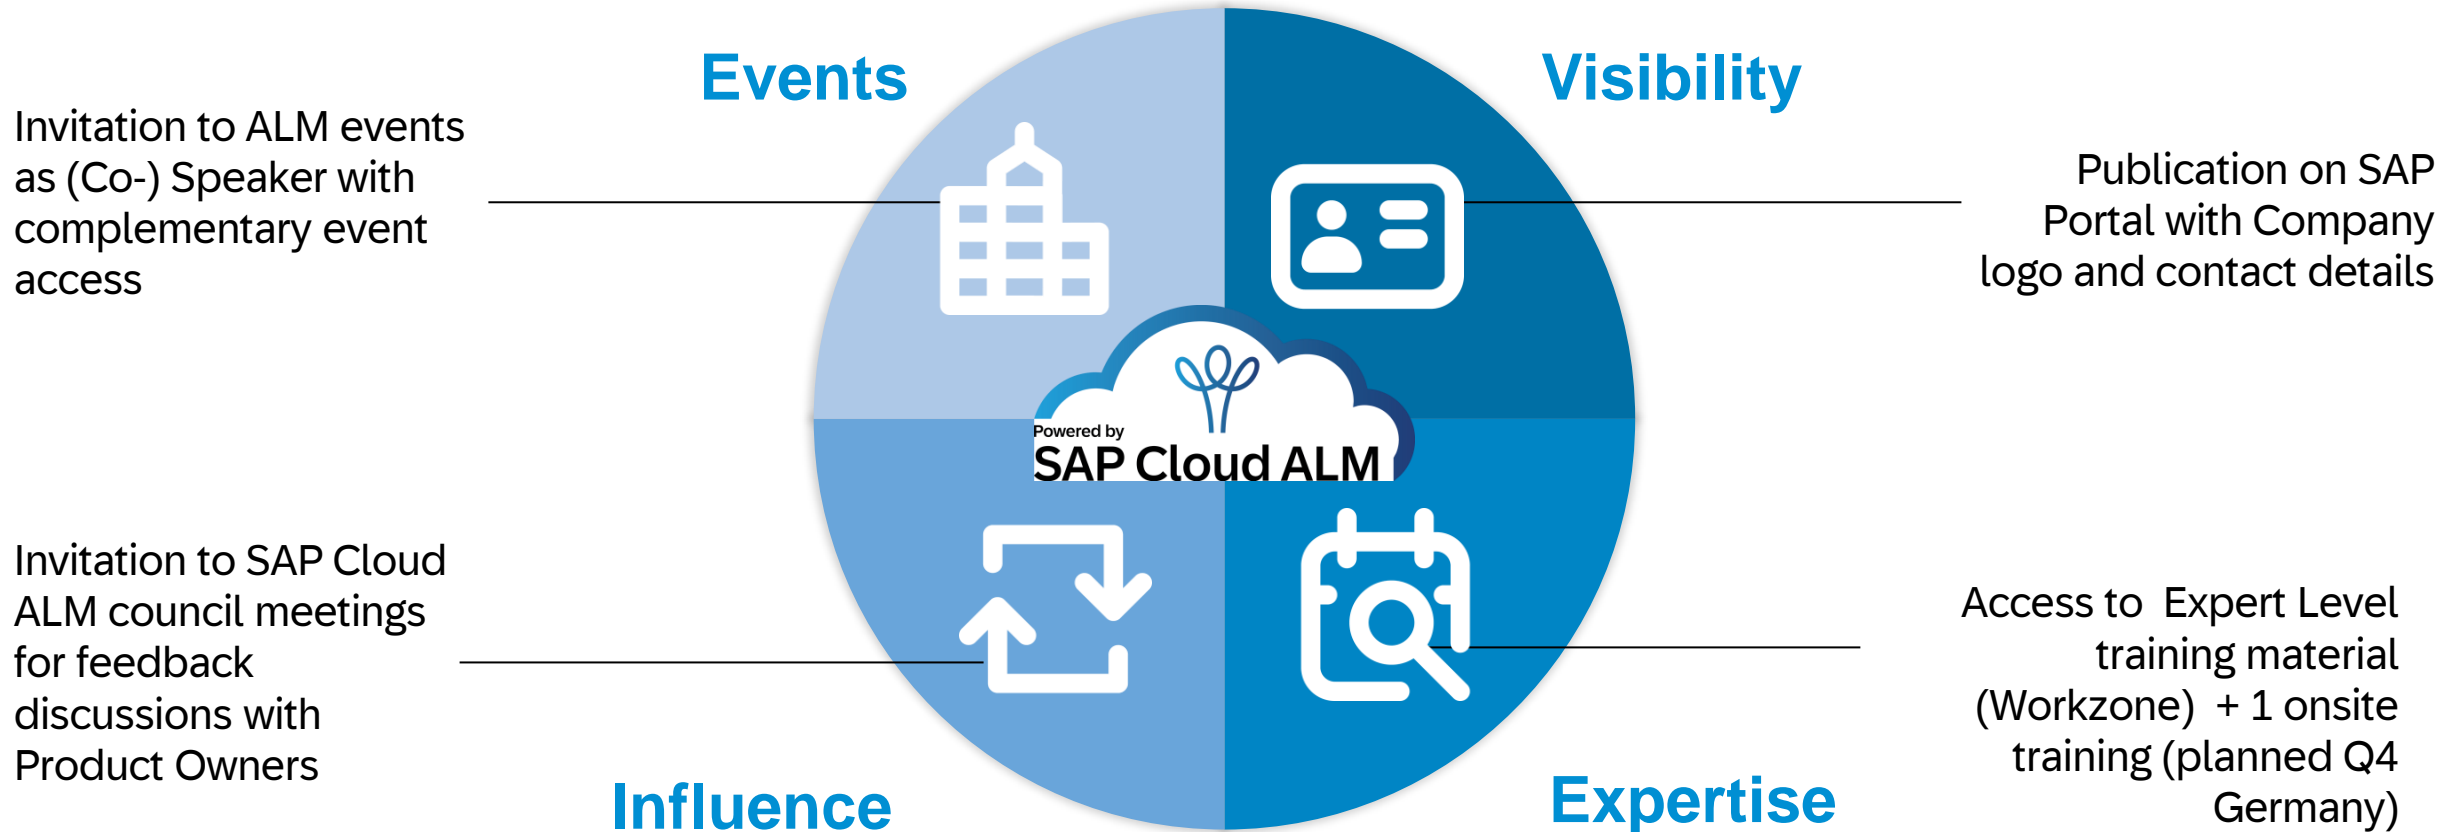 Events
Invitation to ALM events
as (Co-) Speaker with
complementary event
access
Visibility
Publication on SAP
Portal with Company
logo and contact details
Powered by
SAP Cloud ALM
Invitation to SAP Cloud
ALM council meetings
for feedback
discussions with
Product Owners
Influence
Access to  Expert Level
training material
(Workzone)  + 1 onsite
training (planned Q4
Germany)
Expertise